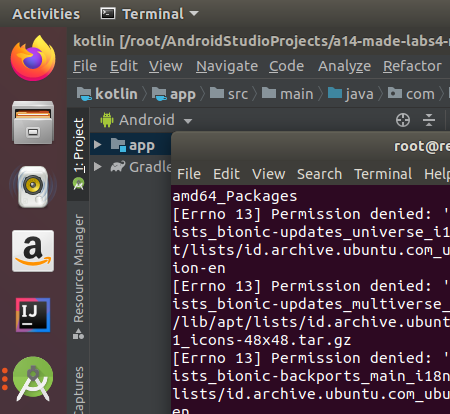 Activities
Terminal
kotlin [/root/AndroidStudioProjects/a14-made-labs4-
File Edit View Navigate Code Analyze Refactor
kotlin app src main java com
Android
1: Project
app
Gradle
Resource Manager
Captures
root@re
File Edit View Search Terminal Help
amd64_Packages
[Errno 13] Permission denied: '
ists_bionic-updates_universe_i1
t/lists/id.archive.ubuntu.com_u
ion-en
[Errno 13] Permission denied: '
ists_bionic-updates_multiverse_
/lib/apt/lists/id.archive.ubunt
1_icons-48x48.tar.gz
[Errno 13] Permission denied: '
ists_bionic-backports_main_i18n
lists/id.archive.ubuntu.com_ubu
en